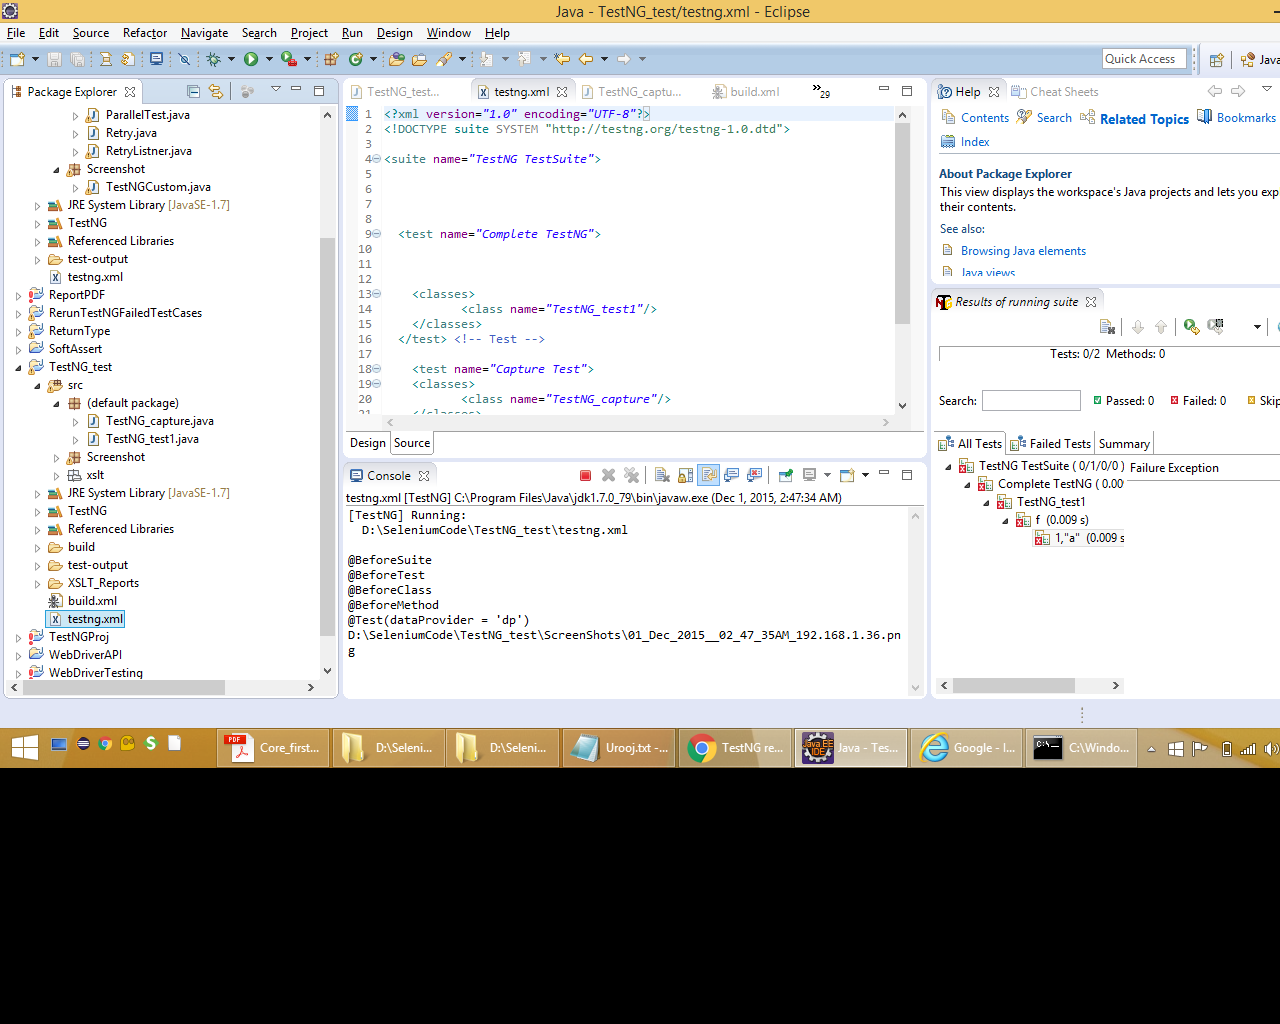 Java - TestNG_test/testng.xml - Eclipse
File Edit Source Refactor Navigate Search Project Run Design Window Help
Quick Access
Java
Package Explorer
ParallelTest.java
Retry.java
RetryListner.java
Screenshot
TestNGCustom.java
JRE System Library [JavaSE-1.7]
TestNG
Referenced Libraries
test-output
testng.xml
ReportPDF
RerunTestNGFailedTestCases
ReturnType
SoftAssert
TestNG_test
src
(default package)
TestNG_capture.java
TestNG_test1.java
Screenshot
xslt
JRE System Library [JavaSE-1.7]
TestNG
Referenced Libraries
build
test-output
XSLT_Reports
build.xml
testng.xml
TestNGProj
WebDriverAPI
WebDriverTesting
TestNG_test... testng.xml TestNG_captu... build.xml »29
1 <?xml version="1.0" encoding="UTF-8"?>
2 <!DOCTYPE suite SYSTEM "http://testng.org/testng-1.0.dtd">
3
4 <suite name="TestNG TestSuite">
5
6
7
8
9 <test name="Complete TestNG">
10
11
12
13 <classes>
14 <class name="TestNG_test1"/>
15 </classes>
16 </test> <!-- Test -->
17
18 <test name="Capture Test">
19 <classes>
20 <class name="TestNG_capture"/>
21 </classes>
Design Source
Console
testng.xml [TestNG] C:\Program Files\Java\jdk1.7.0_79\bin\javaw.exe (Dec 1, 2015, 2:47:34 AM)
[TestNG] Running:
D:\SeleniumCode\TestNG_test\testng.xml
@BeforeSuite
@BeforeTest
@BeforeClass
@BeforeMethod
@Test(dataProvider = 'dp')
D:\SeleniumCode\TestNG_test\ScreenShots\01_Dec_2015__02_47_35AM_192.168.1.36.pn
g
Help Cheat Sheets
Contents Search Related Topics Bookmarks
Index
About Package Explorer
This view displays the workspace's Java projects and lets you exp
their contents.
See also:
Browsing Java elements
Java views
Results of running suite
Tests: 0/2 Methods: 0
Search: Passed: 0 Failed: 0 Skip
All Tests Failed Tests Summary
TestNG TestSuite ( 0/1/0/0 ) Failure Exception
Complete TestNG ( 0.00
TestNG_test1
f (0.009 s)
1,"a" (0.009 s
Core_first... D:\Seleni... D:\Seleni... Urooj.txt -... TestNG re... Java - Tes... Google - I... C:\Windo...